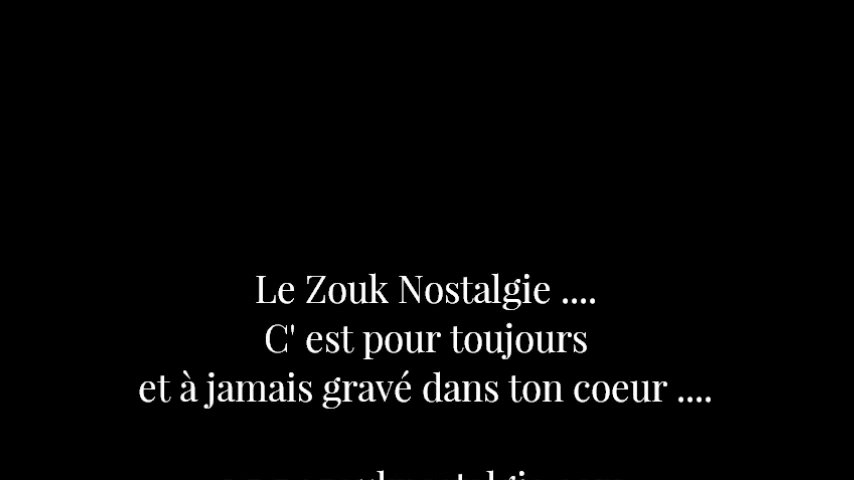 Le Zouk Nostalgie ....
C' est pour toujours
et à jamais gravé dans ton coeur ....